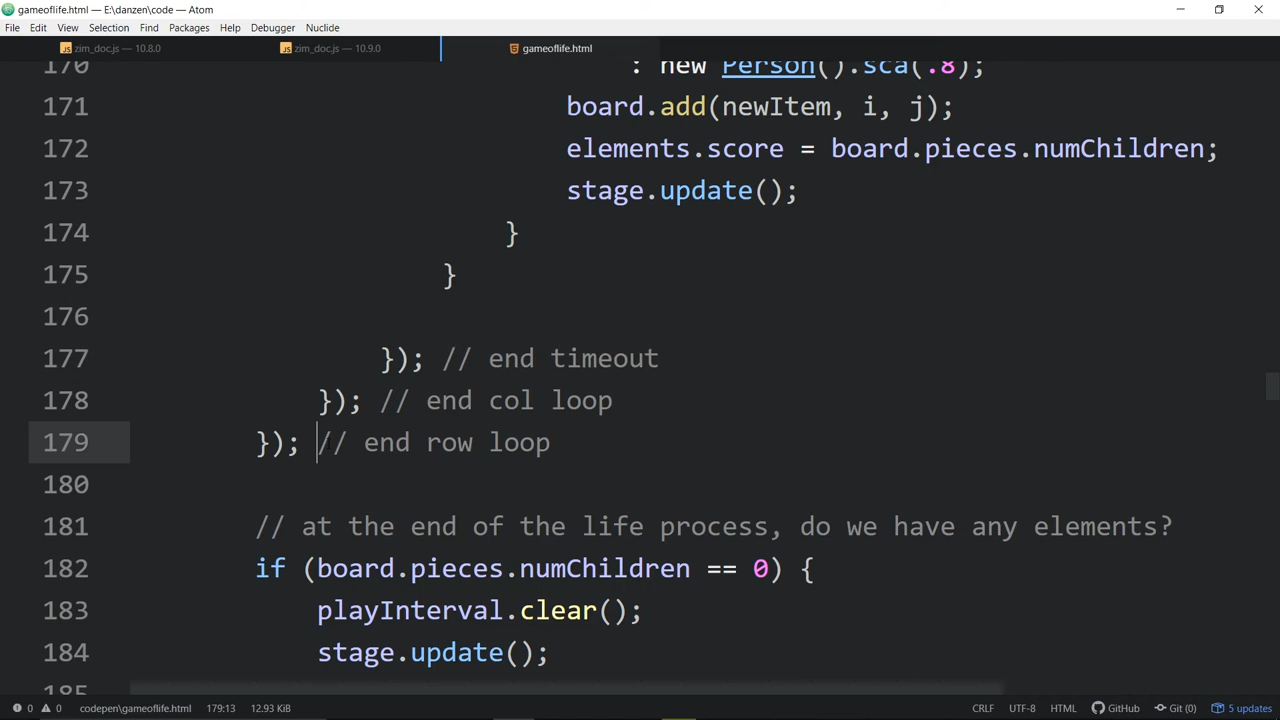 gameoflife.html — E:\danzen\code — Atom
File Edit View Selection Find Packages Help Debugger Nuclide
JS zim_doc.js — 10.8.0 JS zim_doc.js — 10.9.0 gameoflife.html
170 : new Person().sca(.8);
171 board.add(newItem, i, j);
172 elements.score = board.pieces.numChildren;
173 stage.update();
174 }
175 }
176
177 }); // end timeout
178 }); // end col loop
179 }); // end row loop
180
181 // at the end of the life process, do we have any elements?
182 if (board.pieces.numChildren == 0) {
183 playInterval.clear();
184 stage.update();
185
0 0 codepen\gameoflife.html 179:13 12.93 KiB CRLF UTF-8 HTML GitHub Git (0) 5 updates